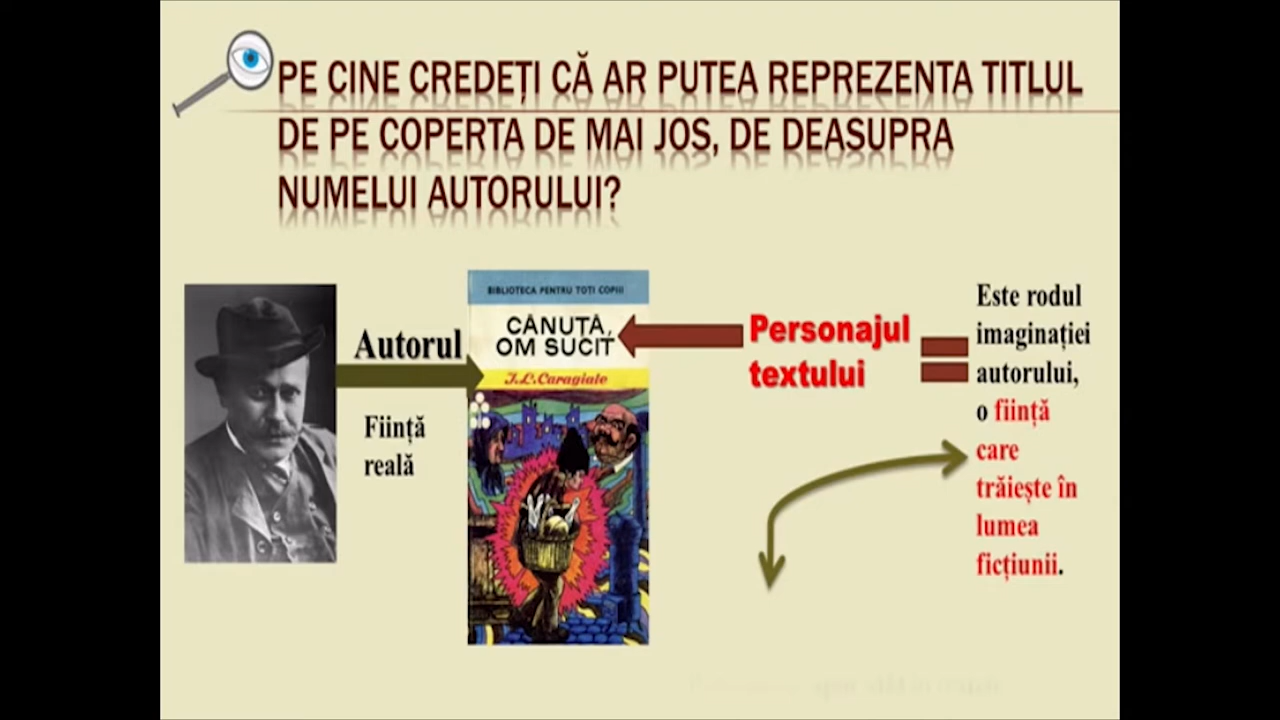 PE CINE CREDEȚI CĂ AR PUTEA REPREZENTA TITLUL
DE PE COPERTA DE MAI JOS, DE DEASUPRA
NUMELUI AUTORULUI?
Autorul
Ființă
reală
BIBLIOTECA PENTRU TOȚI COPIII
CĂNUȚĂ,
OM SUCIT
I.L.Caragiale
Personajul
textului
Este rodul
imaginației
autorului,
o ființă
care
trăiește în
lumea
ficțiunii.